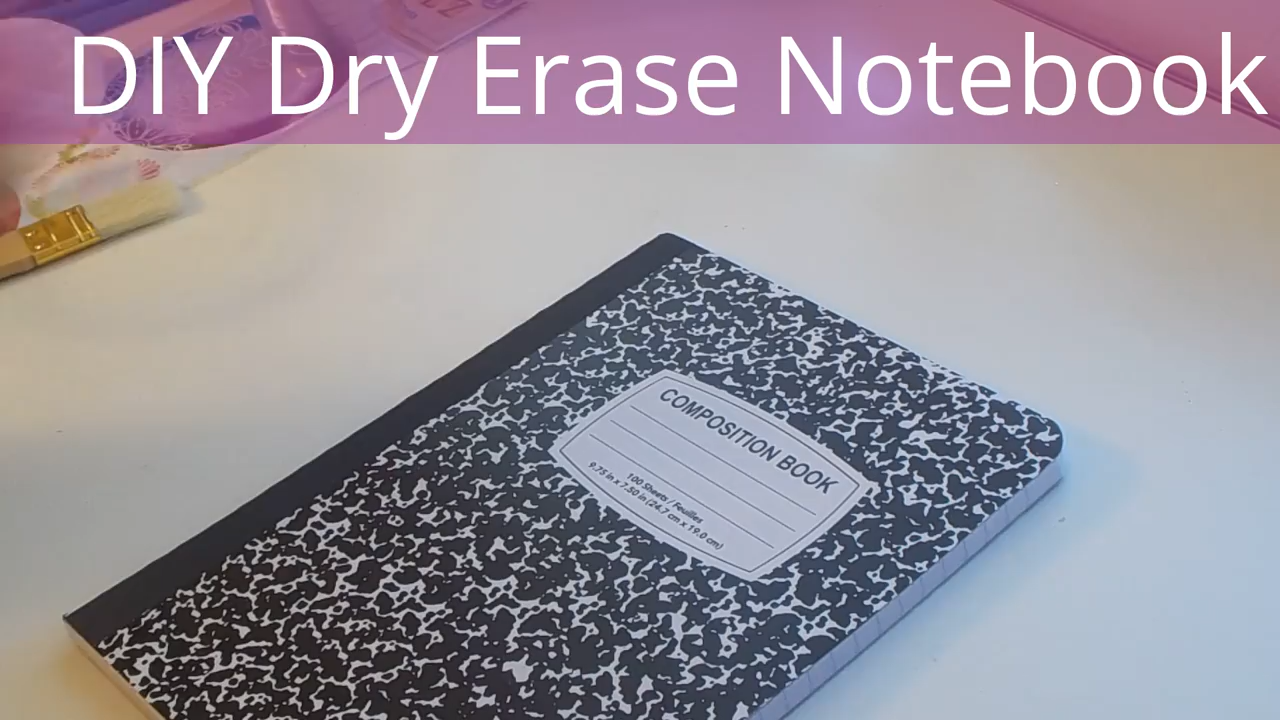 DIY Dry Erase Notebook
COMPOSITION BOOK
100 Sheets / Feuilles
9.75 in x 7.50 in (24.7 cm x 19.0 cm)